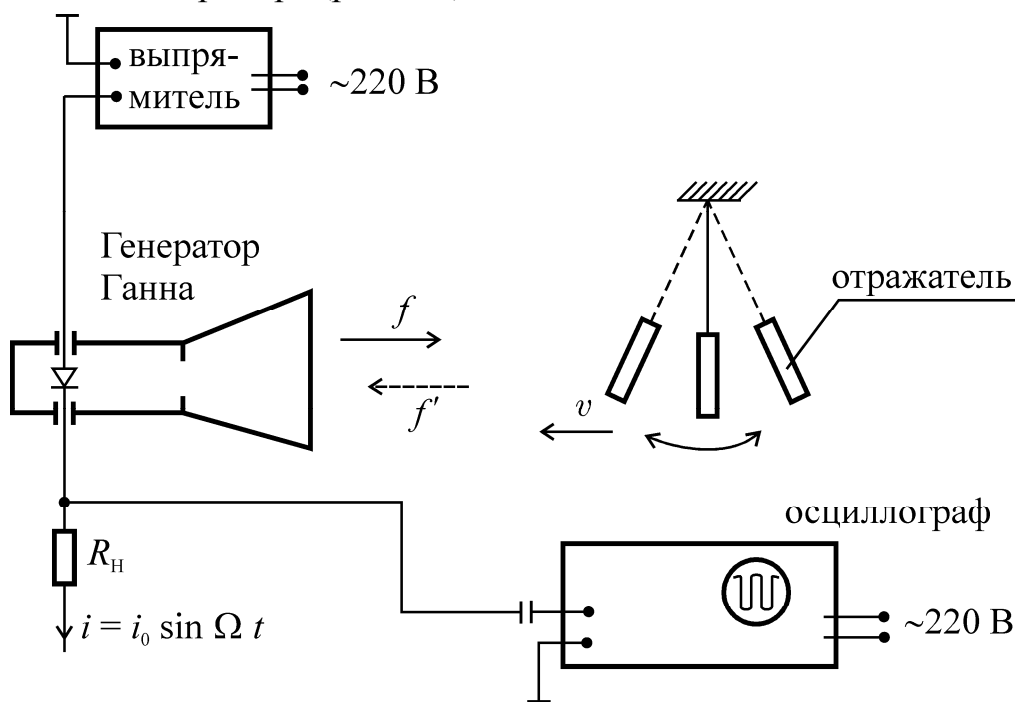 выпря-
митель
~220 В
Генератор
Ганна
f
f′
v
отражатель
осциллограф
R_Н
i = i₀ sin Ω t
~220 В